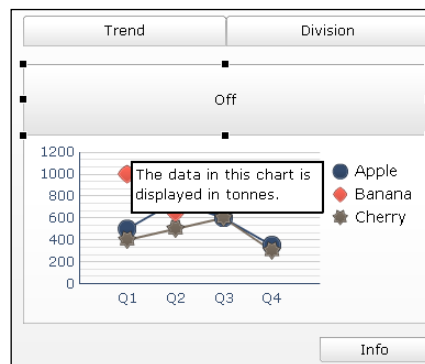 Trend Division
Off
1200
1000
800
600
400
200
0
The data in this chart is
displayed in tonnes.
Apple
Banana
Cherry
Q1 Q2 Q3 Q4
Info